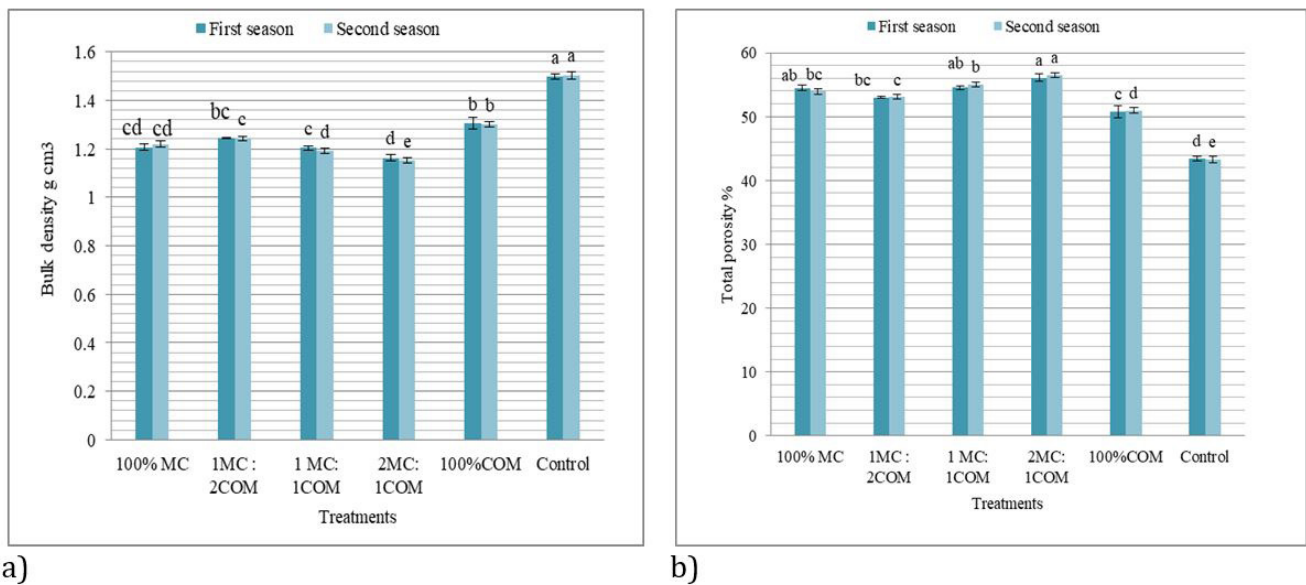 First season Second season
Bulk density g cm3
1.6
1.4
1.2
1
0.8
0.6
0.4
0.2
0
cd cd
bc c
c d
d e
b b
a a
100% MC
1MC :
2COM
1 MC:
1COM
2MC:
1COM
100%COM
Control
Treatments
a)
First season Second season
Total porosity %
60
50
40
30
20
10
0
ab bc
bc c
ab b
a a
c d
d e
100% MC
1MC :
2COM
1 MC:
1COM
2MC:
1COM
100%COM
Control
Treatments
b)